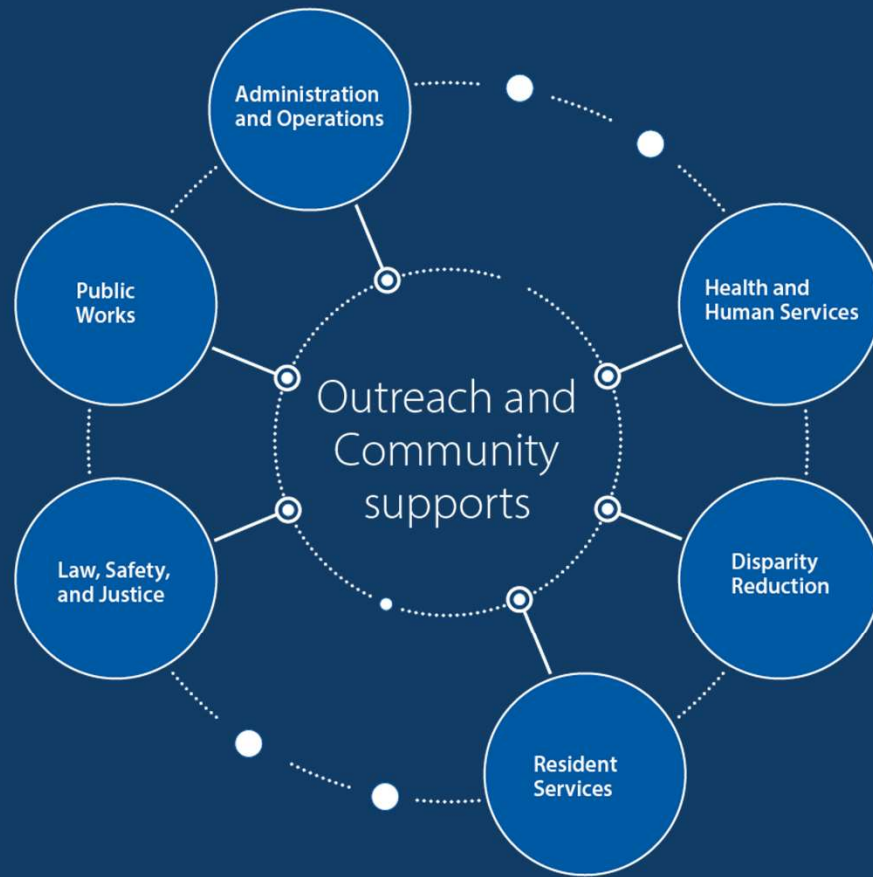 Administration
and Operations
Public
Works
Health and
Human Services
Outreach and
Community
supports
Law, Safety,
and Justice
Disparity
Reduction
Resident
Services